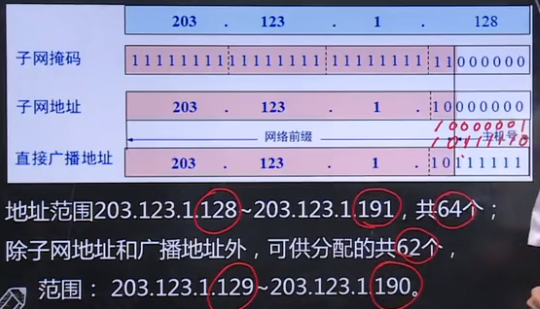 203 . 123 . 1 . 128
子网掩码 11111111 11111111 11111111 11000000
子网地址 203 . 123 . 1 . 10000000
10000001
网络前缀 主机号
10111110
直接广播地址 203 . 123 . 1 . 10111111
地址范围203.123.1.128~203.123.1.191，共64个；
除子网地址和广播地址外，可供分配的共62个，
范围： 203.123.1.129~203.123.1.190。